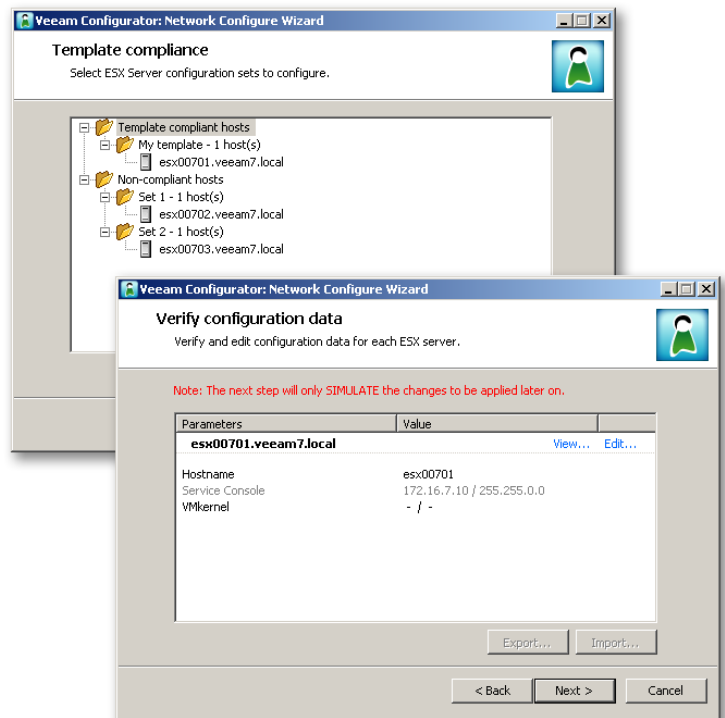 Veeam Configurator: Network Configure Wizard
Template compliance
Select ESX Server configuration sets to configure.
Template compliant hosts
My template - 1 host(s)
esx00701.veeam7.local
Non-compliant hosts
Set 1 - 1 host(s)
esx00702.veeam7.local
Set 2 - 1 host(s)
esx00703.veeam7.local
Veeam Configurator: Network Configure Wizard
Verify configuration data
Verify and edit configuration data for each ESX server.
Note: The next step will only SIMULATE the changes to be applied later on.
Parameters Value
esx00701.veeam7.local View... Edit...
Hostname esx00701
Service Console 172.16.7.10 / 255.255.0.0
VMkernel - / -
Export... Import...
< Back Next > Cancel